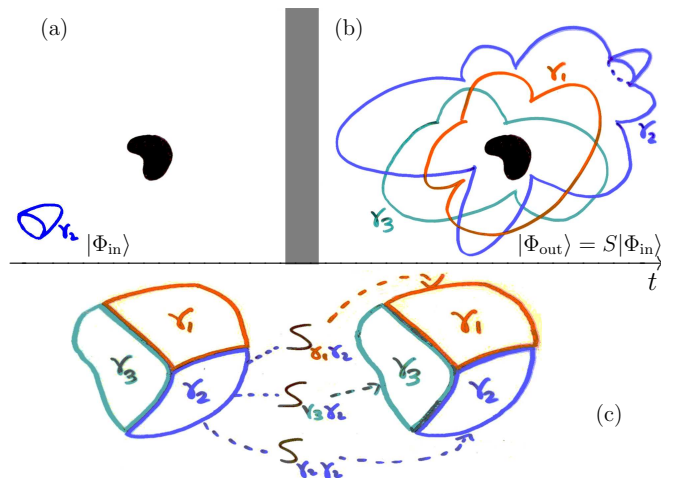 (a)
(b)
γ₁
γ₂
γ₃
γ₂
|Φ_in⟩
|Φ_out⟩ = S|Φ_in⟩
t
γ₁
S_γ₁γ₂
γ₁
γ₃
γ₂
S_γ₃γ₂
γ₃
γ₂
(c)
S_γ₂γ₂